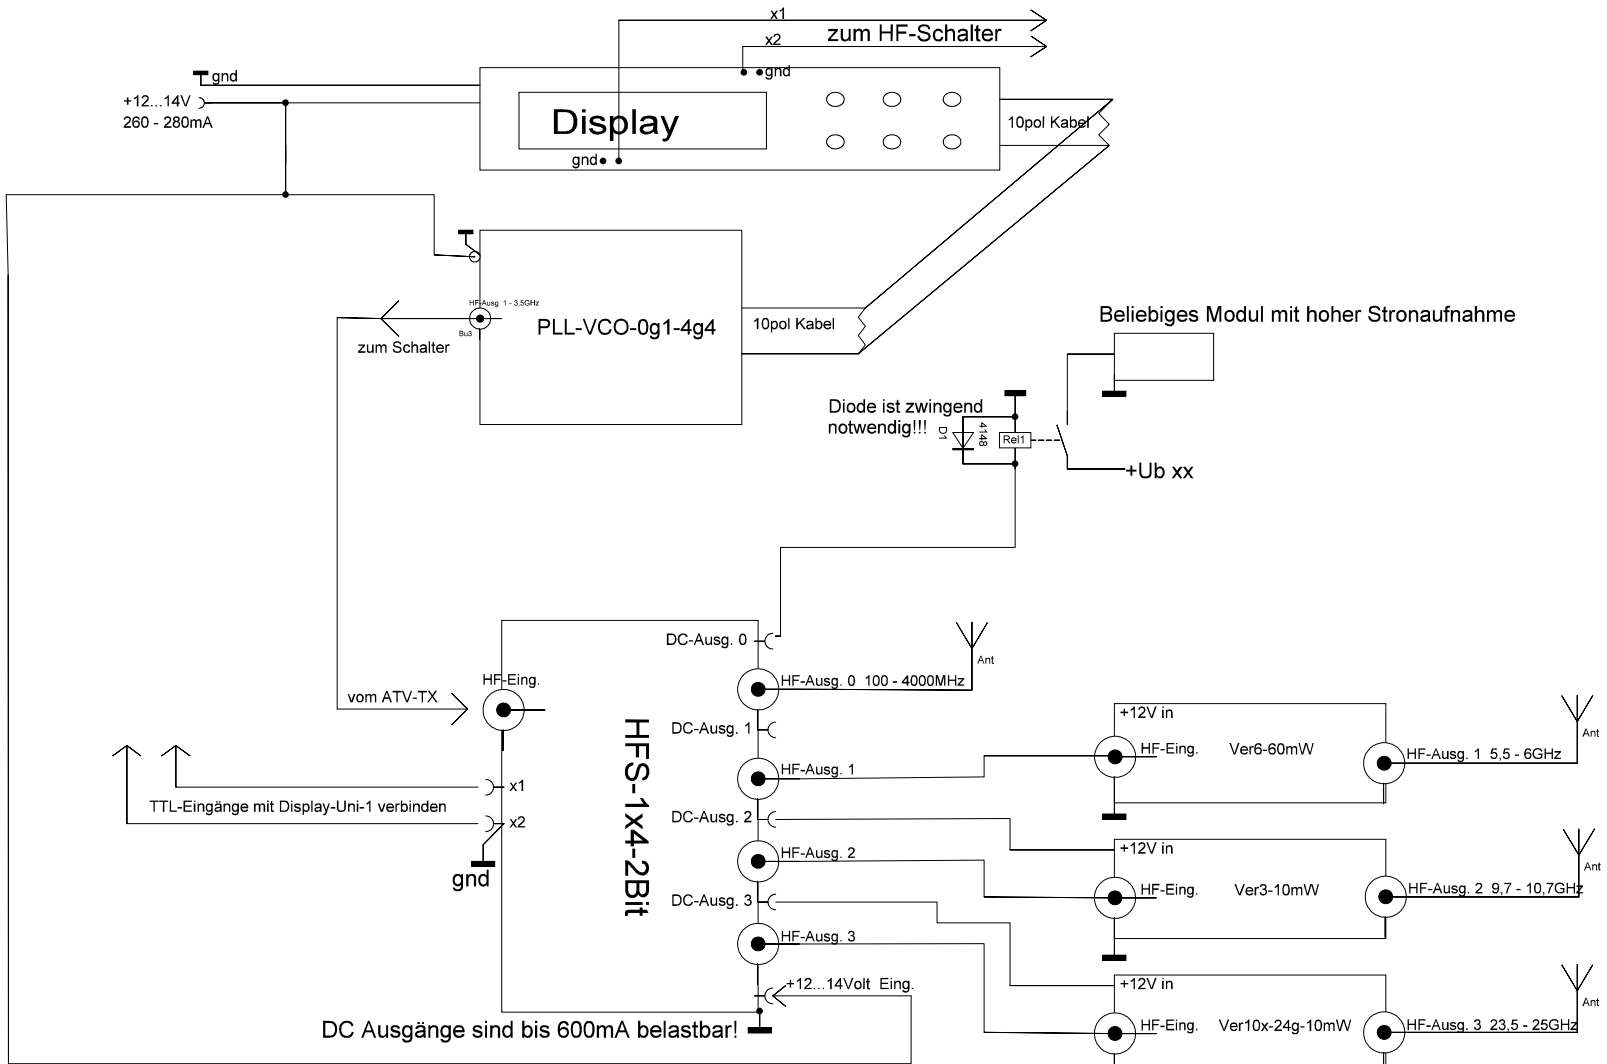 x1
zum HF-Schalter
x2
gnd
gnd
+12...14V
260 - 280mA
Display
gnd
10pol Kabel
HF-Ausg 1 - 3,5GHz
Bu3
zum Schalter
PLL-VCO-0g1-4g4
10pol Kabel
Beliebiges Modul mit hoher Stronaufnahme
Diode ist zwingend
notwendig!!!
D1
4148
Rel1
+Ub xx
DC-Ausg. 0
Ant
HF-Eing.
HF-Ausg. 0 100 - 4000MHz
vom ATV-TX
DC-Ausg. 1
HFS-1x4-2Bit
HF-Ausg. 1
+12V in
HF-Eing.
Ver6-60mW
HF-Ausg. 1 5,5 - 6GHz
Ant
x1
TTL-Eingänge mit Display-Uni-1 verbinden
x2
gnd
DC-Ausg. 2
HF-Ausg. 2
+12V in
HF-Eing.
Ver3-10mW
HF-Ausg. 2 9,7 - 10,7GHz
Ant
DC-Ausg. 3
HF-Ausg. 3
+12...14Volt Eing.
+12V in
HF-Eing.
Ver10x-24g-10mW
HF-Ausg. 3 23,5 - 25GHz
Ant
DC Ausgänge sind bis 600mA belastbar!